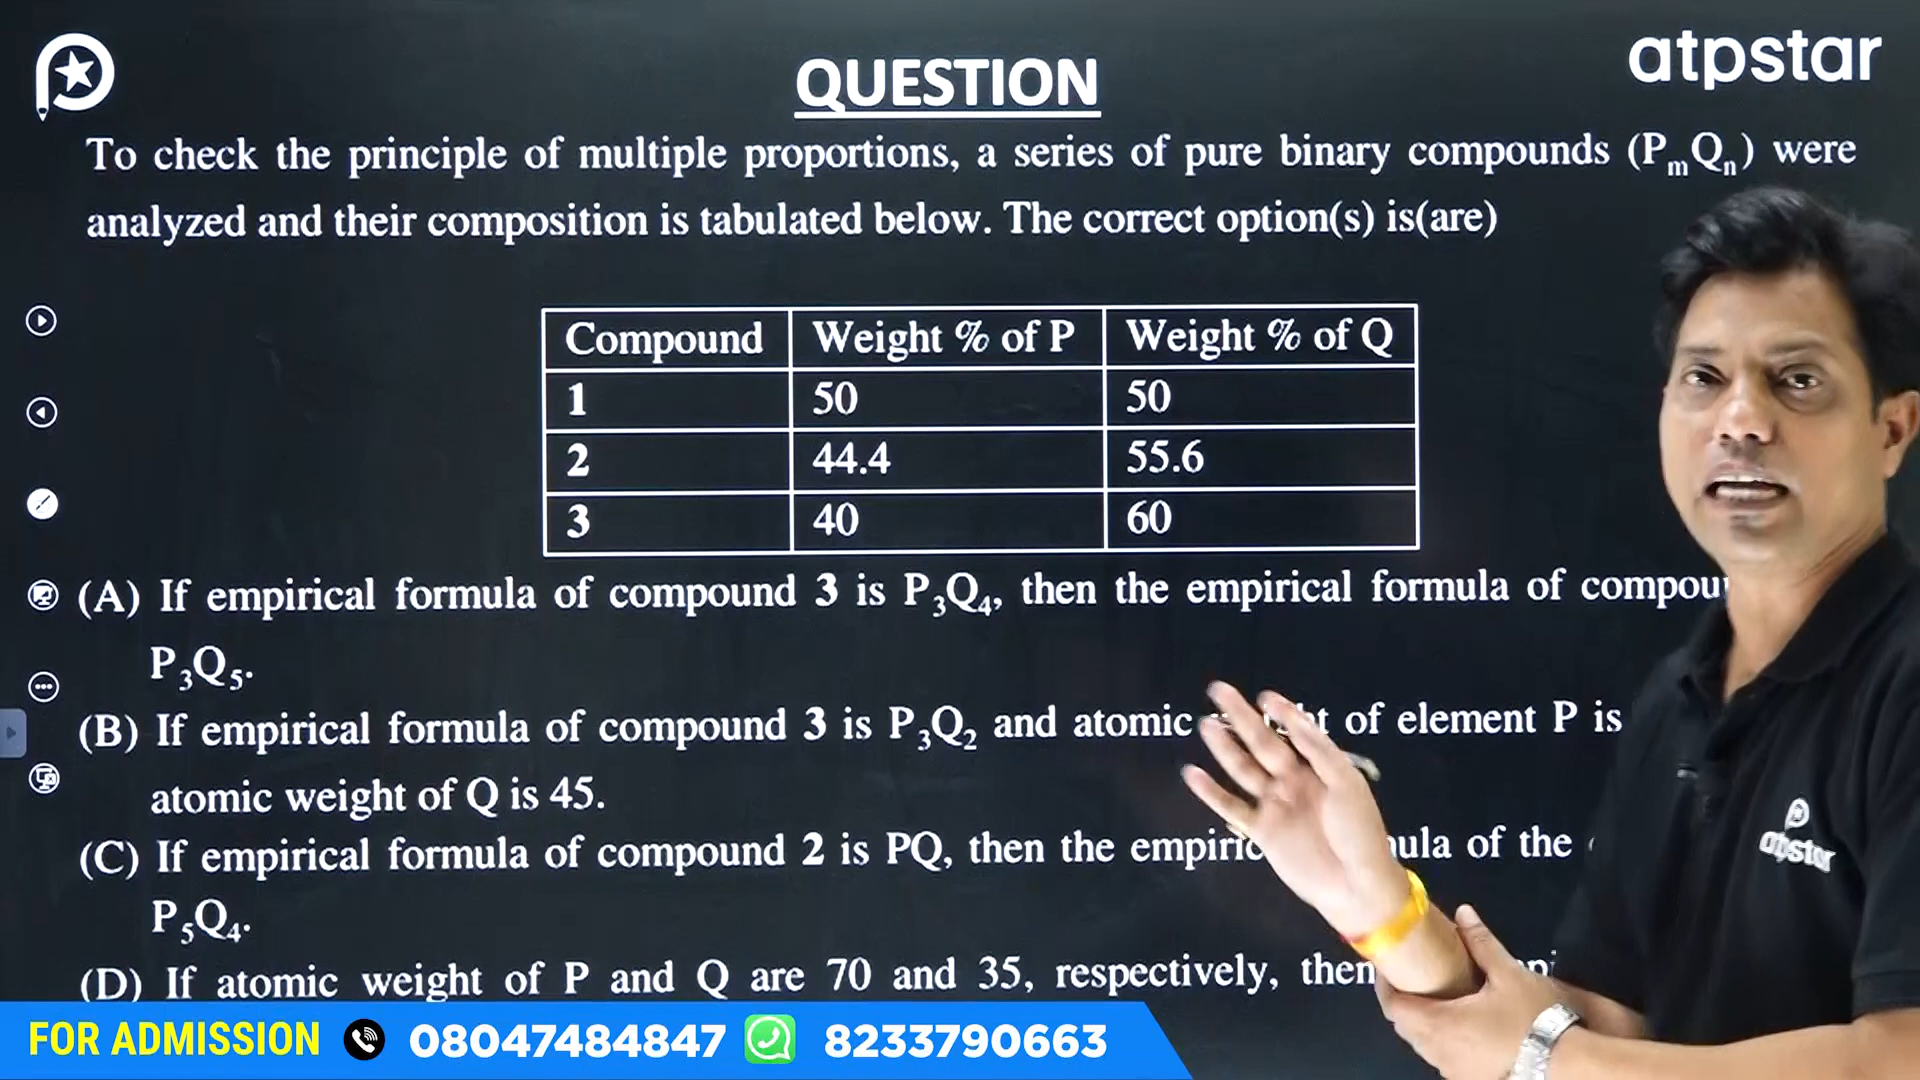 atpstar
QUESTION
To check the principle of multiple proportions, a series of pure binary compounds (PmQn) were
analyzed and their composition is tabulated below. The correct option(s) is(are)
Compound Weight % of P Weight % of Q
1 50 50
2 44.4 55.6
3 40 60
(A) If empirical formula of compound 3 is P3Q4, then the empirical formula of
P3Q5.
(B) If empirical formula of compound 3 is P3Q2 and atomic of element P is
atomic weight of Q is 45.
(C) If empirical formula of compound 2 is PQ, then the of the
P5Q4.
(D) If atomic weight of P and Q are 70 and 35, respectively, then
atpstar
FOR ADMISSION 08047484847 8233790663